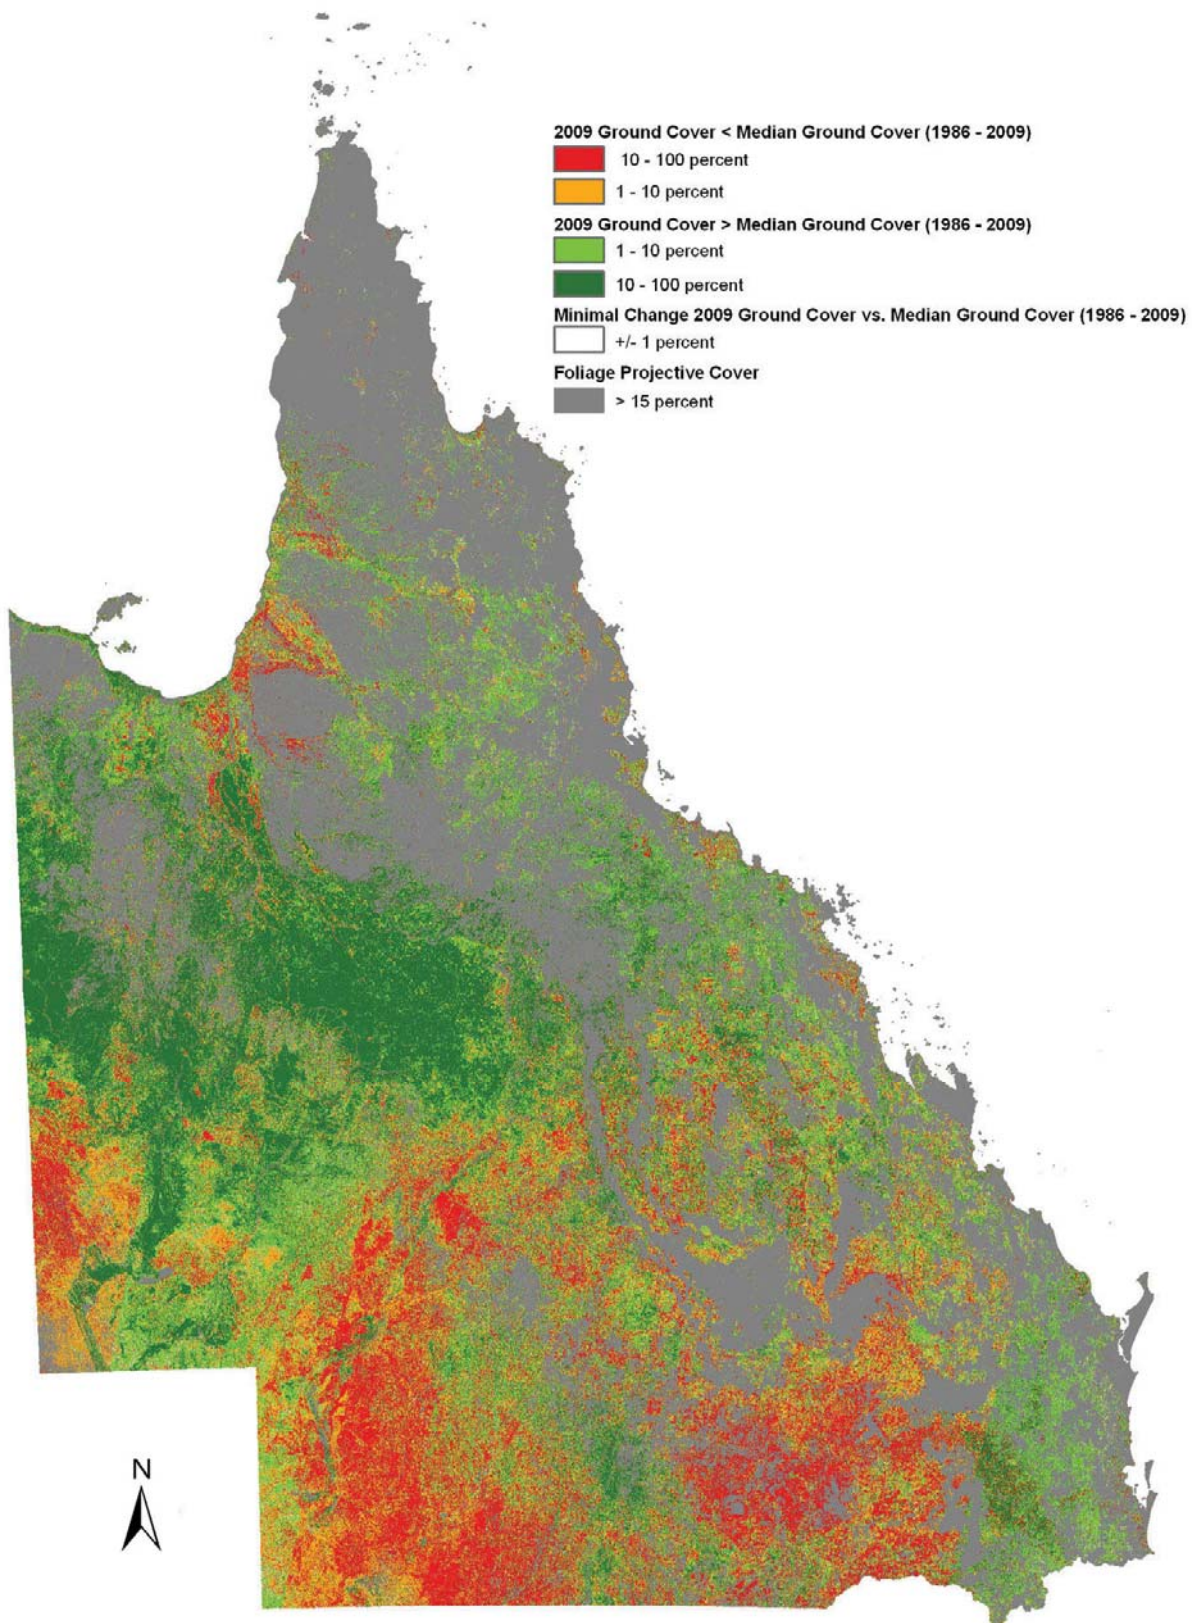 2009 Ground Cover < Median Ground Cover (1986 - 2009)
10 - 100 percent
1 - 10 percent
2009 Ground Cover > Median Ground Cover (1986 - 2009)
1 - 10 percent
10 - 100 percent
Minimal Change 2009 Ground Cover vs. Median Ground Cover (1986 - 2009)
+/- 1 percent
Foliage Projective Cover
> 15 percent
N